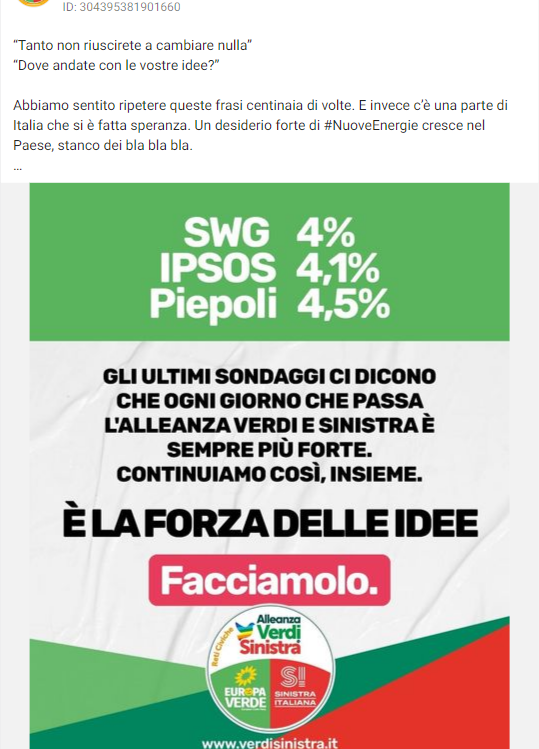 ID: 304395381901660
“Tanto non riuscirete a cambiare nulla”
“Dove andate con le vostre idee?”
Abbiamo sentito ripetere queste frasi centinaia di volte. E invece c’è una parte di
Italia che si è fatta speranza. Un desiderio forte di #NuoveEnergie cresce nel
Paese, stanco dei bla bla bla.
...
SWG 4%
IPSOS 4,1%
Piepoli 4,5%
GLI ULTIMI SONDAGGI CI DICONO
CHE OGNI GIORNO CHE PASSA
L'ALLEANZA VERDI E SINISTRA È
SEMPRE PIÙ FORTE.
CONTINUIAMO COSÌ, INSIEME.
È LA FORZA DELLE IDEE
Facciamolo.
Alleanza
Verdi
Sinistra
Reti Civiche
EUROPA
VERDE
SI
SINISTRA
ITALIANA
www.verdisinistra.it